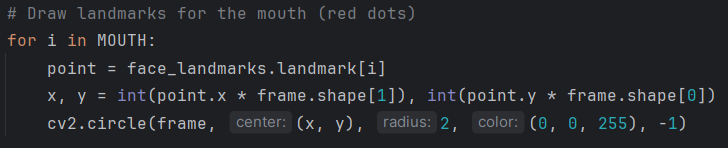 # Draw landmarks for the mouth (red dots)
for i in MOUTH:
    point = face_landmarks.landmark[i]
    x, y = int(point.x * frame.shape[1]), int(point.y * frame.shape[0])
    cv2.circle(frame, center: (x, y), radius: 2, color: (0, 0, 255), -1)